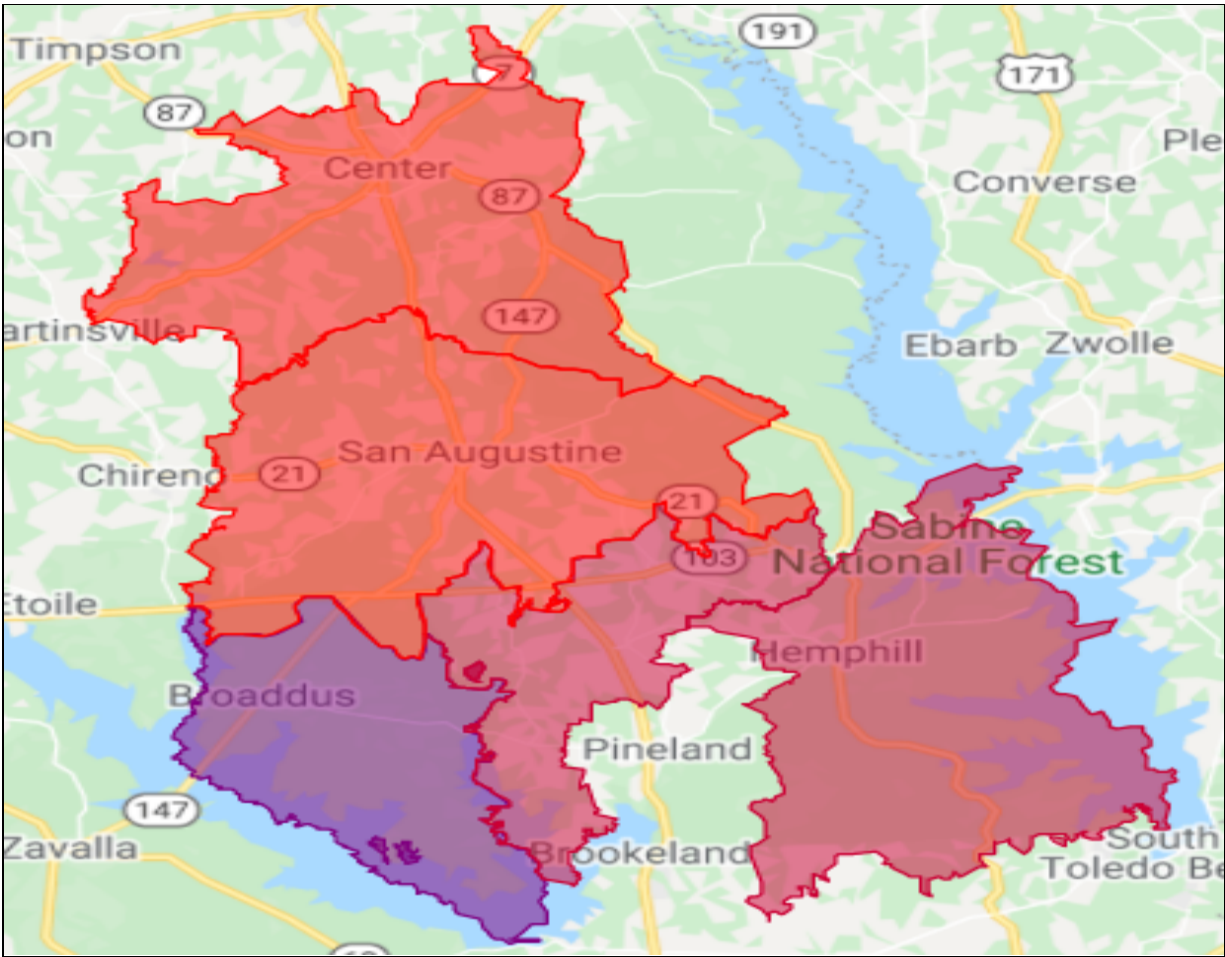 Timpson
191
7
171
87
on
Ple
Center
Converse
87
147
artinsville
Ebarb
Zwolle
San Augustine
Chireno
21
21
Sabine
National Forest
103
Etoile
Hemphill
Broaddus
Pineland
147
Zavalla
Brookeland
South
Toledo Be